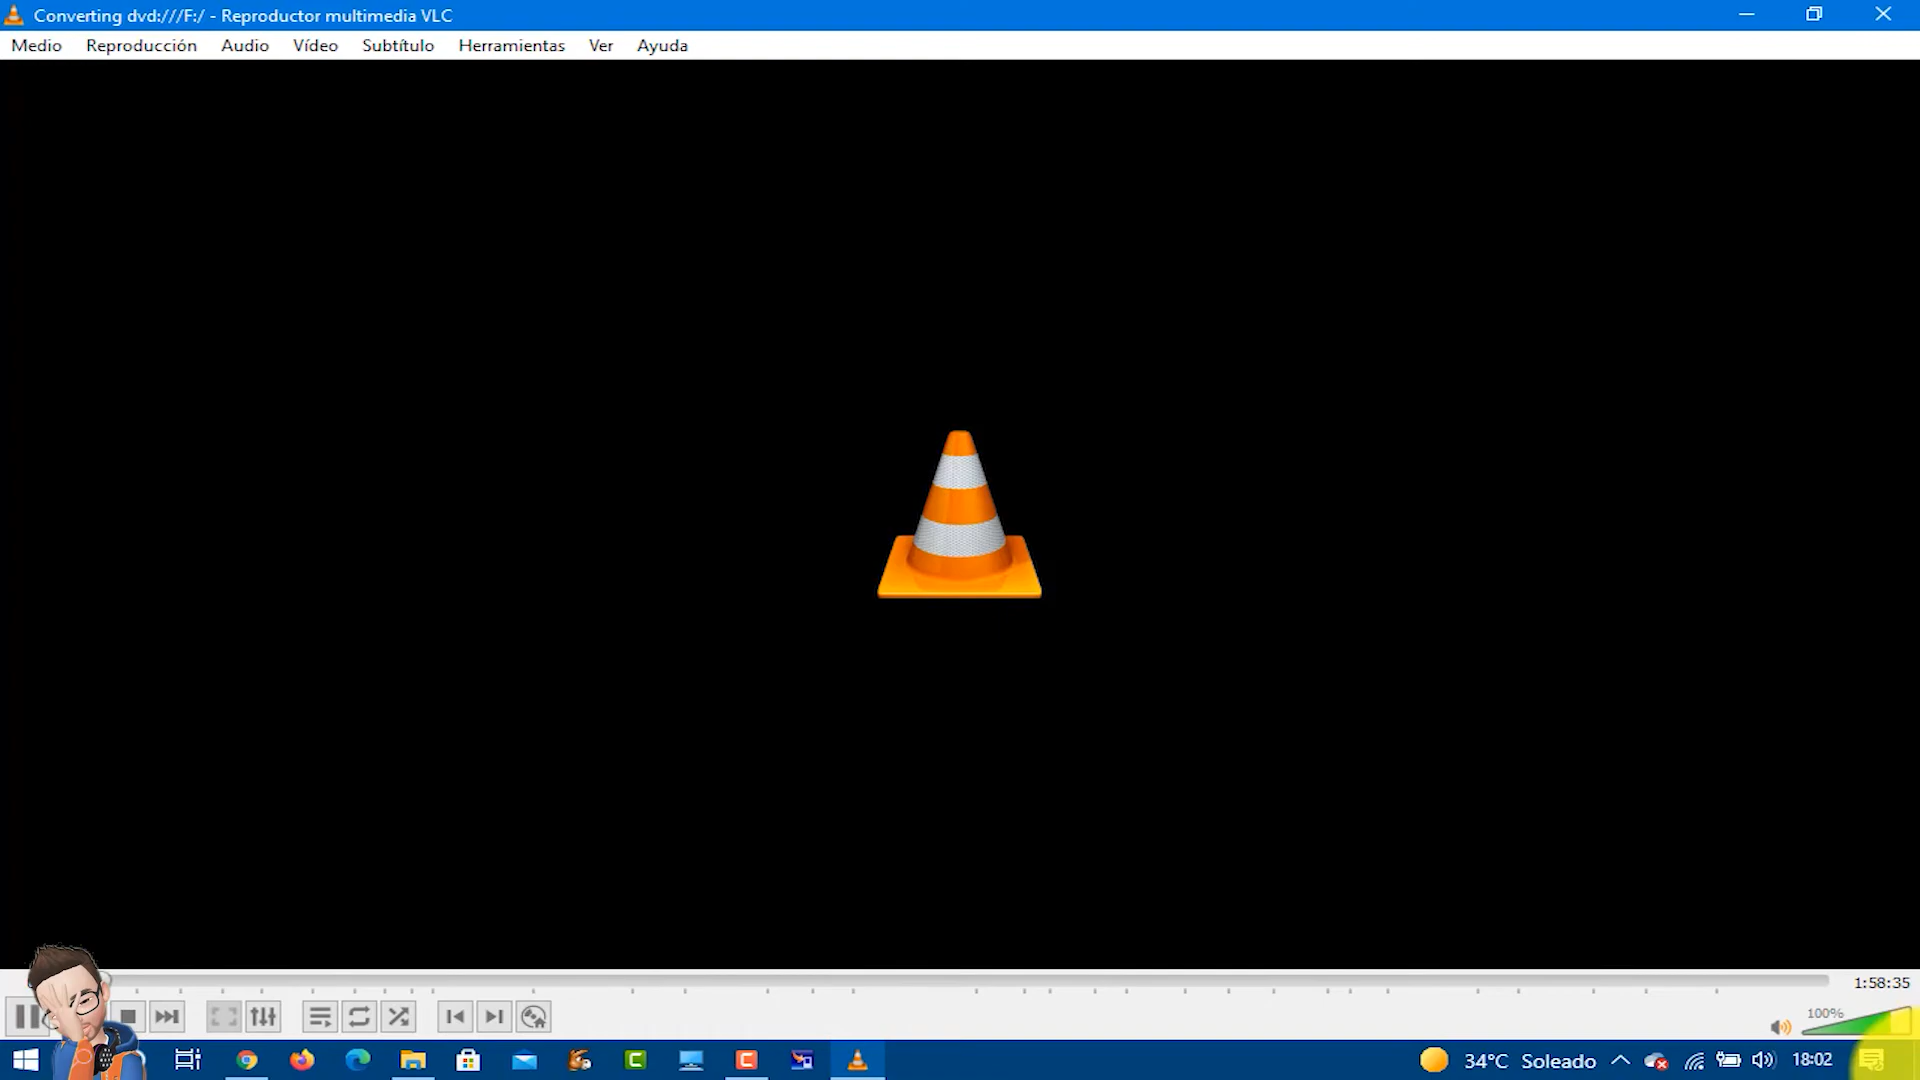 Converting dvd:///F:/ - Reproductor multimedia VLC
Medio Reproducción Audio Vídeo Subtítulo Herramientas Ver Ayuda
1:58:35
100%
34°C Soleado 18:02